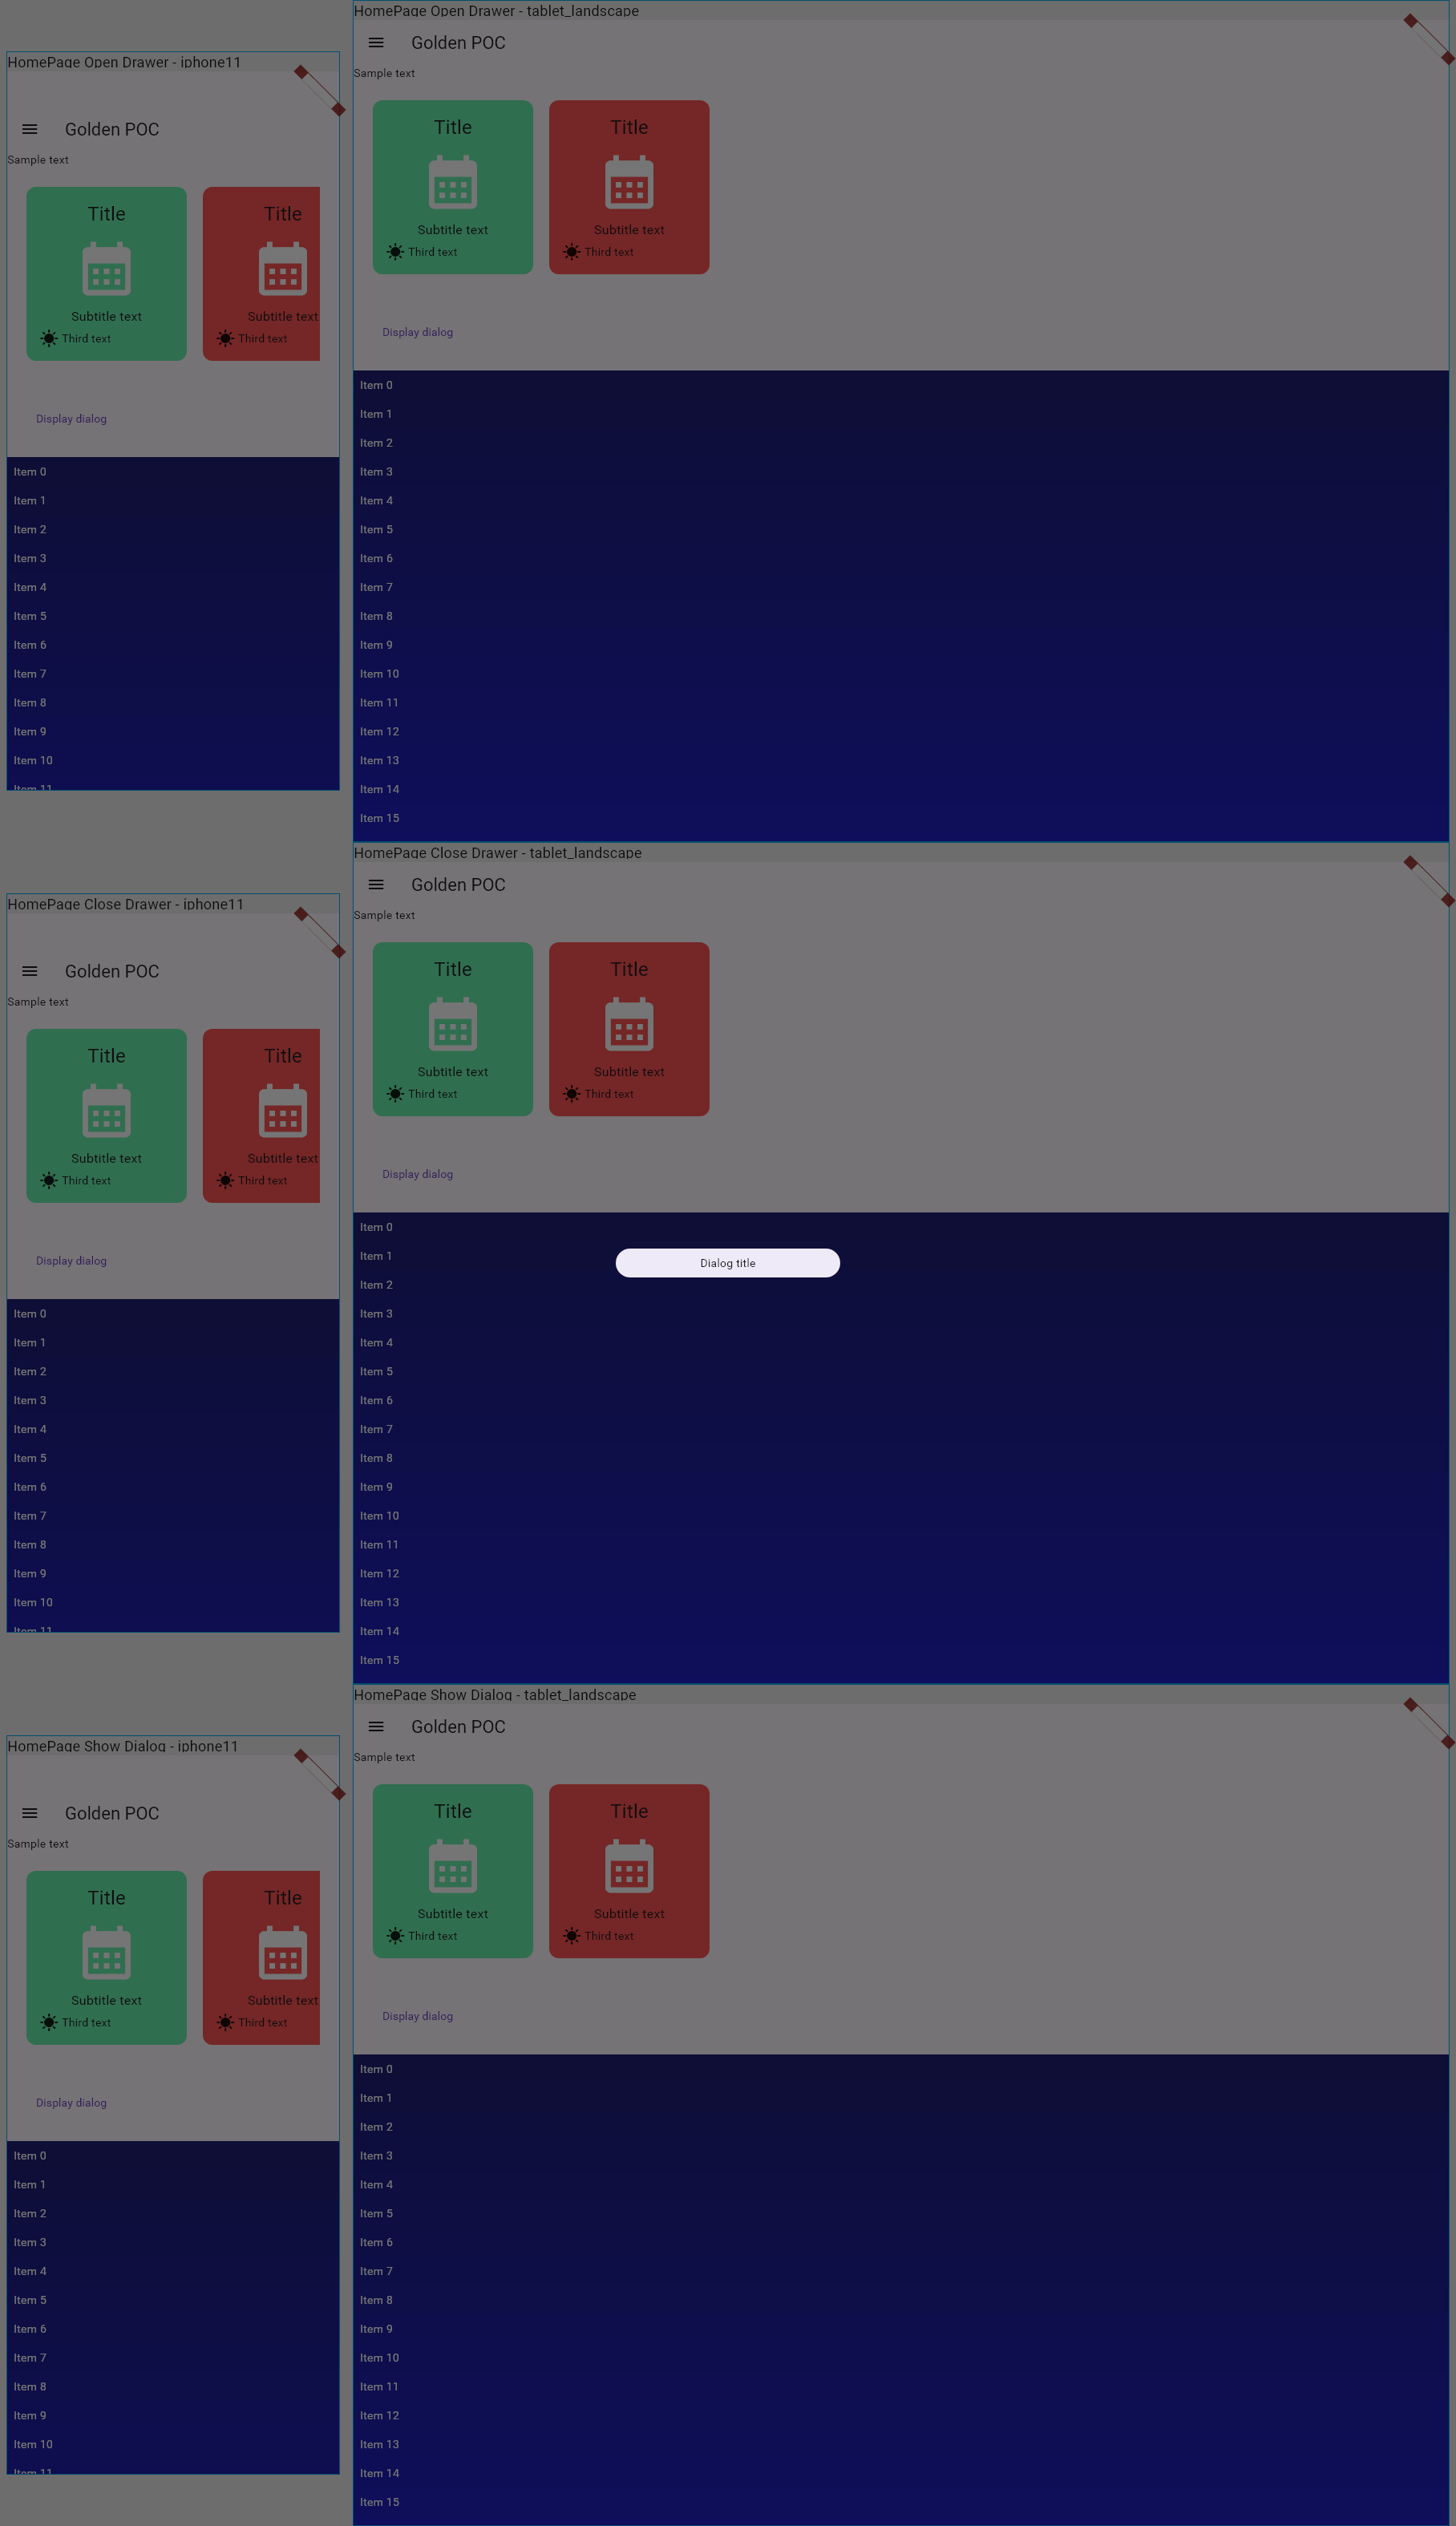 HomePage Open Drawer - iphone11
Golden POC
Sample text
Title
Title
Subtitle text
Subtitle text
Third text
Third text
Display dialog
Item 0
Item 1
Item 2
Item 3
Item 4
Item 5
Item 6
Item 7
Item 8
Item 9
Item 10
Item 11
HomePage Open Drawer - tablet_landscape
Golden POC
Sample text
Title
Title
Subtitle text
Subtitle text
Third text
Third text
Display dialog
Item 0
Item 1
Item 2
Item 3
Item 4
Item 5
Item 6
Item 7
Item 8
Item 9
Item 10
Item 11
Item 12
Item 13
Item 14
Item 15
HomePage Close Drawer - iphone11
Golden POC
Sample text
Title
Title
Subtitle text
Subtitle text
Third text
Third text
Display dialog
Item 0
Item 1
Item 2
Item 3
Item 4
Item 5
Item 6
Item 7
Item 8
Item 9
Item 10
Item 11
HomePage Close Drawer - tablet_landscape
Golden POC
Sample text
Title
Title
Subtitle text
Subtitle text
Third text
Third text
Display dialog
Item 0
Item 1
Dialog title
Item 2
Item 3
Item 4
Item 5
Item 6
Item 7
Item 8
Item 9
Item 10
Item 11
Item 12
Item 13
Item 14
Item 15
HomePage Show Dialog - iphone11
Golden POC
Sample text
Title
Title
Subtitle text
Subtitle text
Third text
Third text
Display dialog
Item 0
Item 1
Item 2
Item 3
Item 4
Item 5
Item 6
Item 7
Item 8
Item 9
Item 10
Item 11
HomePage Show Dialog - tablet_landscape
Golden POC
Sample text
Title
Title
Subtitle text
Subtitle text
Third text
Third text
Display dialog
Item 0
Item 1
Item 2
Item 3
Item 4
Item 5
Item 6
Item 7
Item 8
Item 9
Item 10
Item 11
Item 12
Item 13
Item 14
Item 15